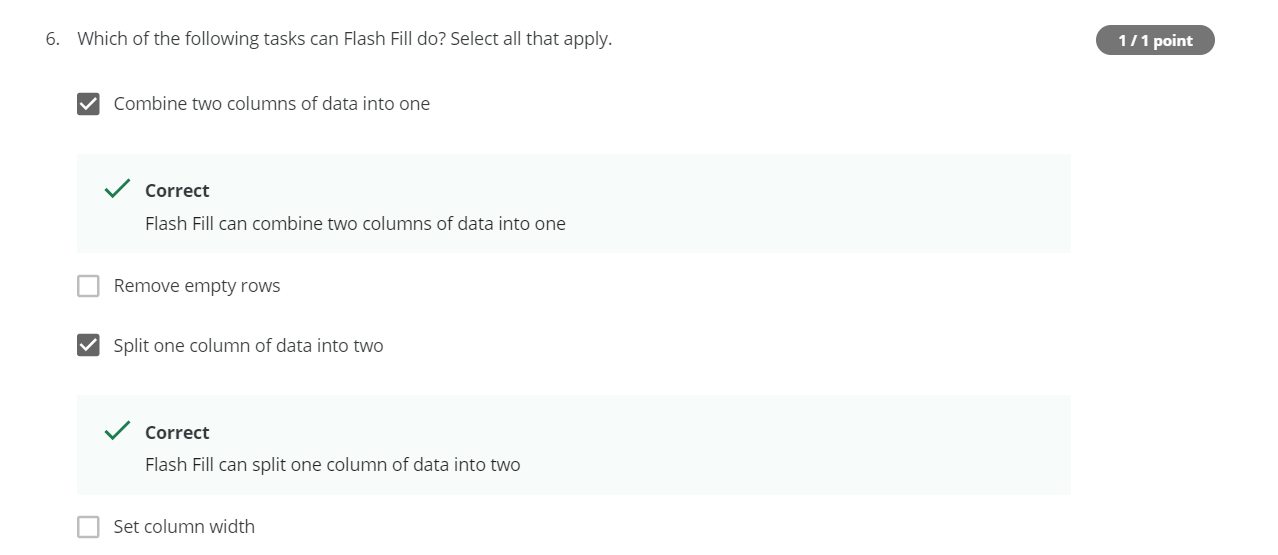 6. Which of the following tasks can Flash Fill do? Select all that apply.
1 / 1 point
Combine two columns of data into one
Correct
Flash Fill can combine two columns of data into one
Remove empty rows
Split one column of data into two
Correct
Flash Fill can split one column of data into two
Set column width